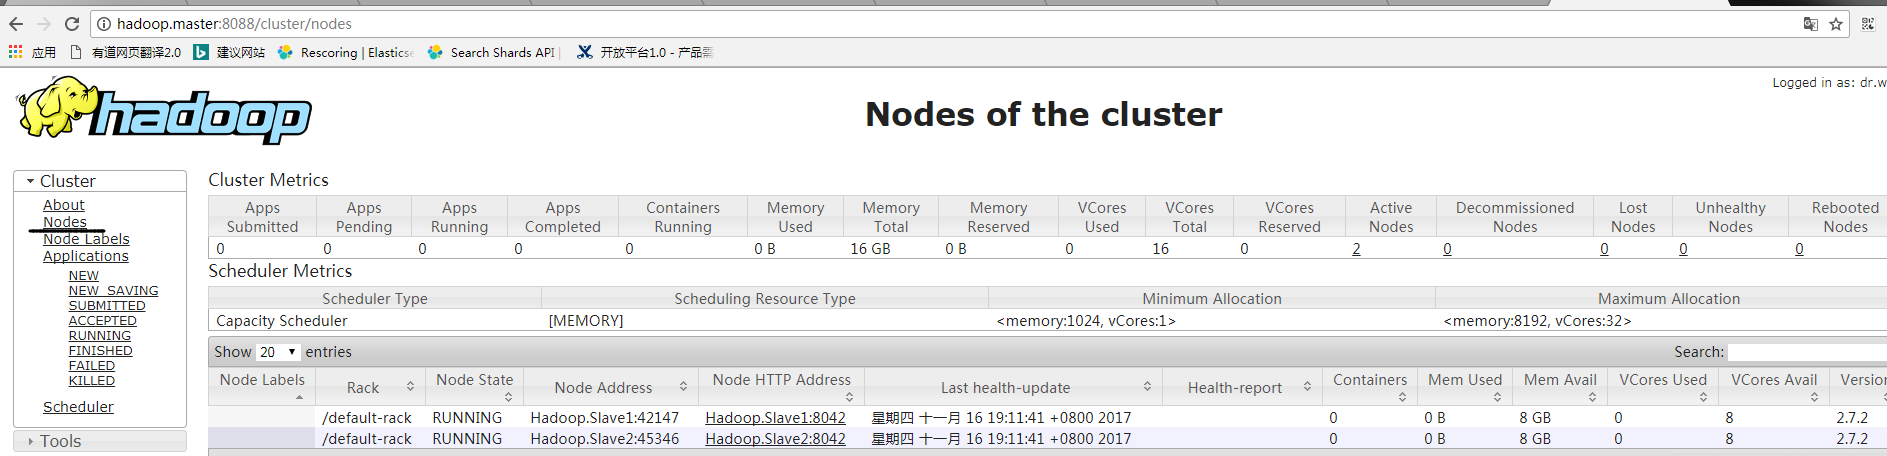 hadoop.master:8088/cluster/nodes
应用 有道网页翻译2.0 建议网站 Rescoring | Elasticse Search Shards API | 开放平台1.0 - 产品需
Logged in as: dr.w
hadoop
Nodes of the cluster
Cluster
About
Nodes
Node Labels
Applications
NEW
NEW_SAVING
SUBMITTED
ACCEPTED
RUNNING
FINISHED
FAILED
KILLED
Scheduler
Tools
Cluster Metrics
Apps Submitted Apps Pending Apps Running Apps Completed Containers Running Memory Used Memory Total Memory Reserved VCores Used VCores Total VCores Reserved Active Nodes Decommissioned Nodes Lost Nodes Unhealthy Nodes Rebooted Nodes
0 0 0 0 0 0 B 16 GB 0 B 0 16 0 2 0 0 0 0
Scheduler Metrics
Scheduler Type Scheduling Resource Type Minimum Allocation Maximum Allocation
Capacity Scheduler [MEMORY] <memory:1024, vCores:1> <memory:8192, vCores:32>
Show 20 entries Search:
Node Labels Rack Node State Node Address Node HTTP Address Last health-update Health-report Containers Mem Used Mem Avail VCores Used VCores Avail Version
/default-rack RUNNING Hadoop.Slave1:42147 Hadoop.Slave1:8042 星期四 十一月 16 19:11:41 +0800 2017 0 0 B 8 GB 0 8 2.7.2
/default-rack RUNNING Hadoop.Slave2:45346 Hadoop.Slave2:8042 星期四 十一月 16 19:11:41 +0800 2017 0 0 B 8 GB 0 8 2.7.2